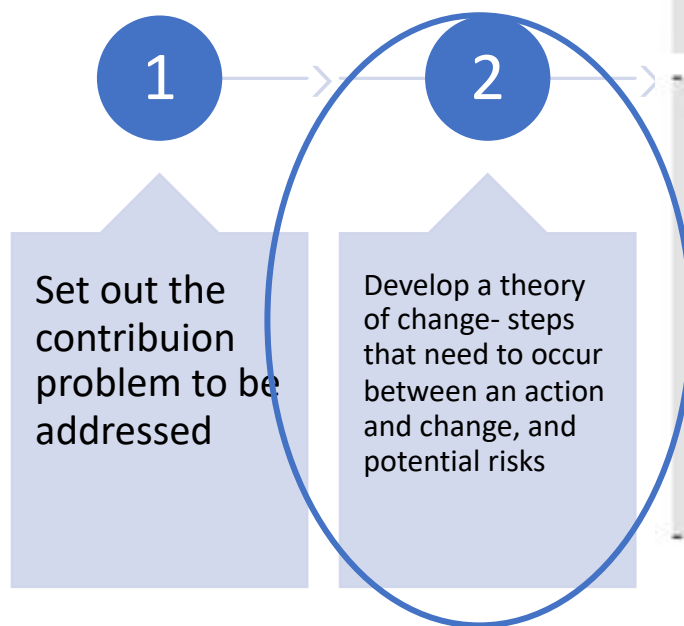 1
2
Set out the
contribuion
problem to be
addressed
Develop a theory
of change- steps
that need to occur
between an action
and change, and
potential risks